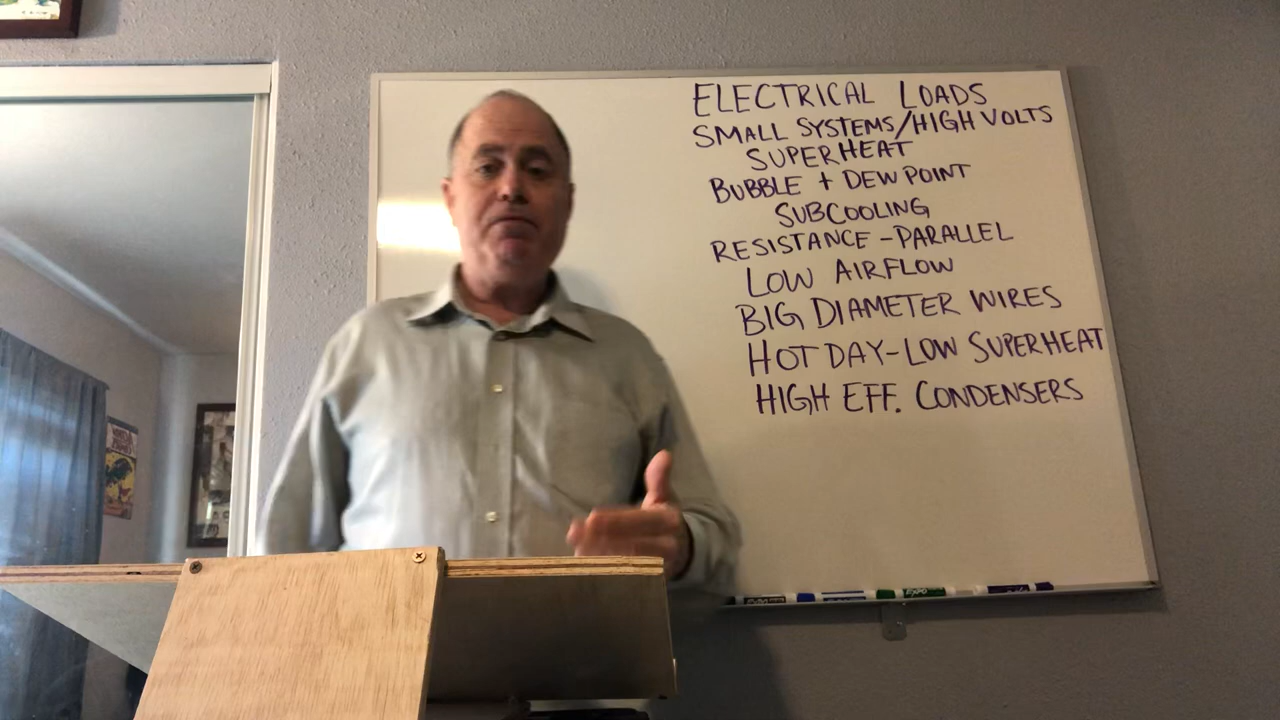 ELECTRICAL LOADS
SMALL SYSTEMS/HIGH VOLTS
SUPERHEAT
BUBBLE + DEW POINT
SUBCOOLING
RESISTANCE - PARALLEL
LOW AIRFLOW
BIG DIAMETER WIRES
HOT DAY - LOW SUPERHEAT
HIGH EFF. CONDENSERS
EXPO